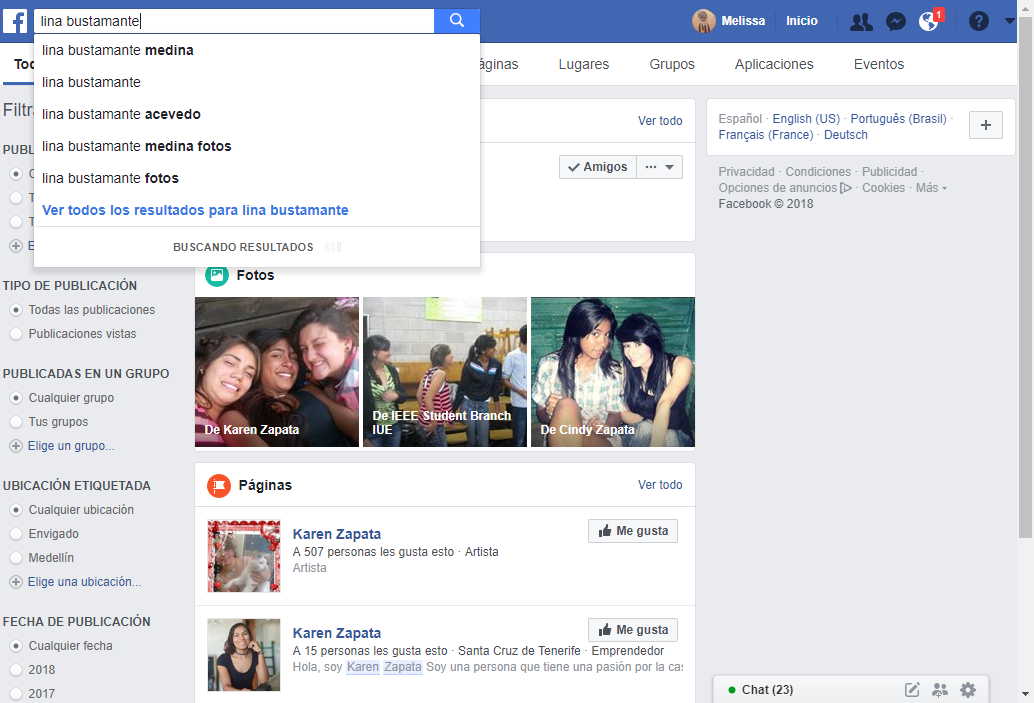 lina bustamante
Melissa
Inicio
1
?
lina bustamante medina
lina bustamante
lina bustamante acevedo
lina bustamante medina fotos
lina bustamante fotos
Ver todos los resultados para lina bustamante
BUSCANDO RESULTADOS
Lugares
Grupos
Aplicaciones
Eventos
Ver todo
Amigos
Español · English (US) · Português (Brasil) ·
Français (France) · Deutsch
Privacidad · Condiciones · Publicidad ·
Opciones de anuncios · Cookies · Más
Facebook © 2018
TIPO DE PUBLICACIÓN
Todas las publicaciones
Publicaciones vistas
PUBLICADAS EN UN GRUPO
Cualquier grupo
Tus grupos
Elige un grupo...
UBICACIÓN ETIQUETADA
Cualquier ubicación
Envigado
Medellín
Elige una ubicación...
FECHA DE PUBLICACIÓN
Cualquier fecha
2018
2017
Fotos
De Karen Zapata
De IEEE Student Branch
IUE
De Cindy Zapata
Páginas
Ver todo
Karen Zapata
A 507 personas les gusta esto · Artista
Artista
Me gusta
Karen Zapata
A 15 personas les gusta esto · Santa Cruz de Tenerife · Emprendedor
Hola, soy Karen Zapata Soy una persona que tiene una pasión por la cas
Me gusta
Chat (23)